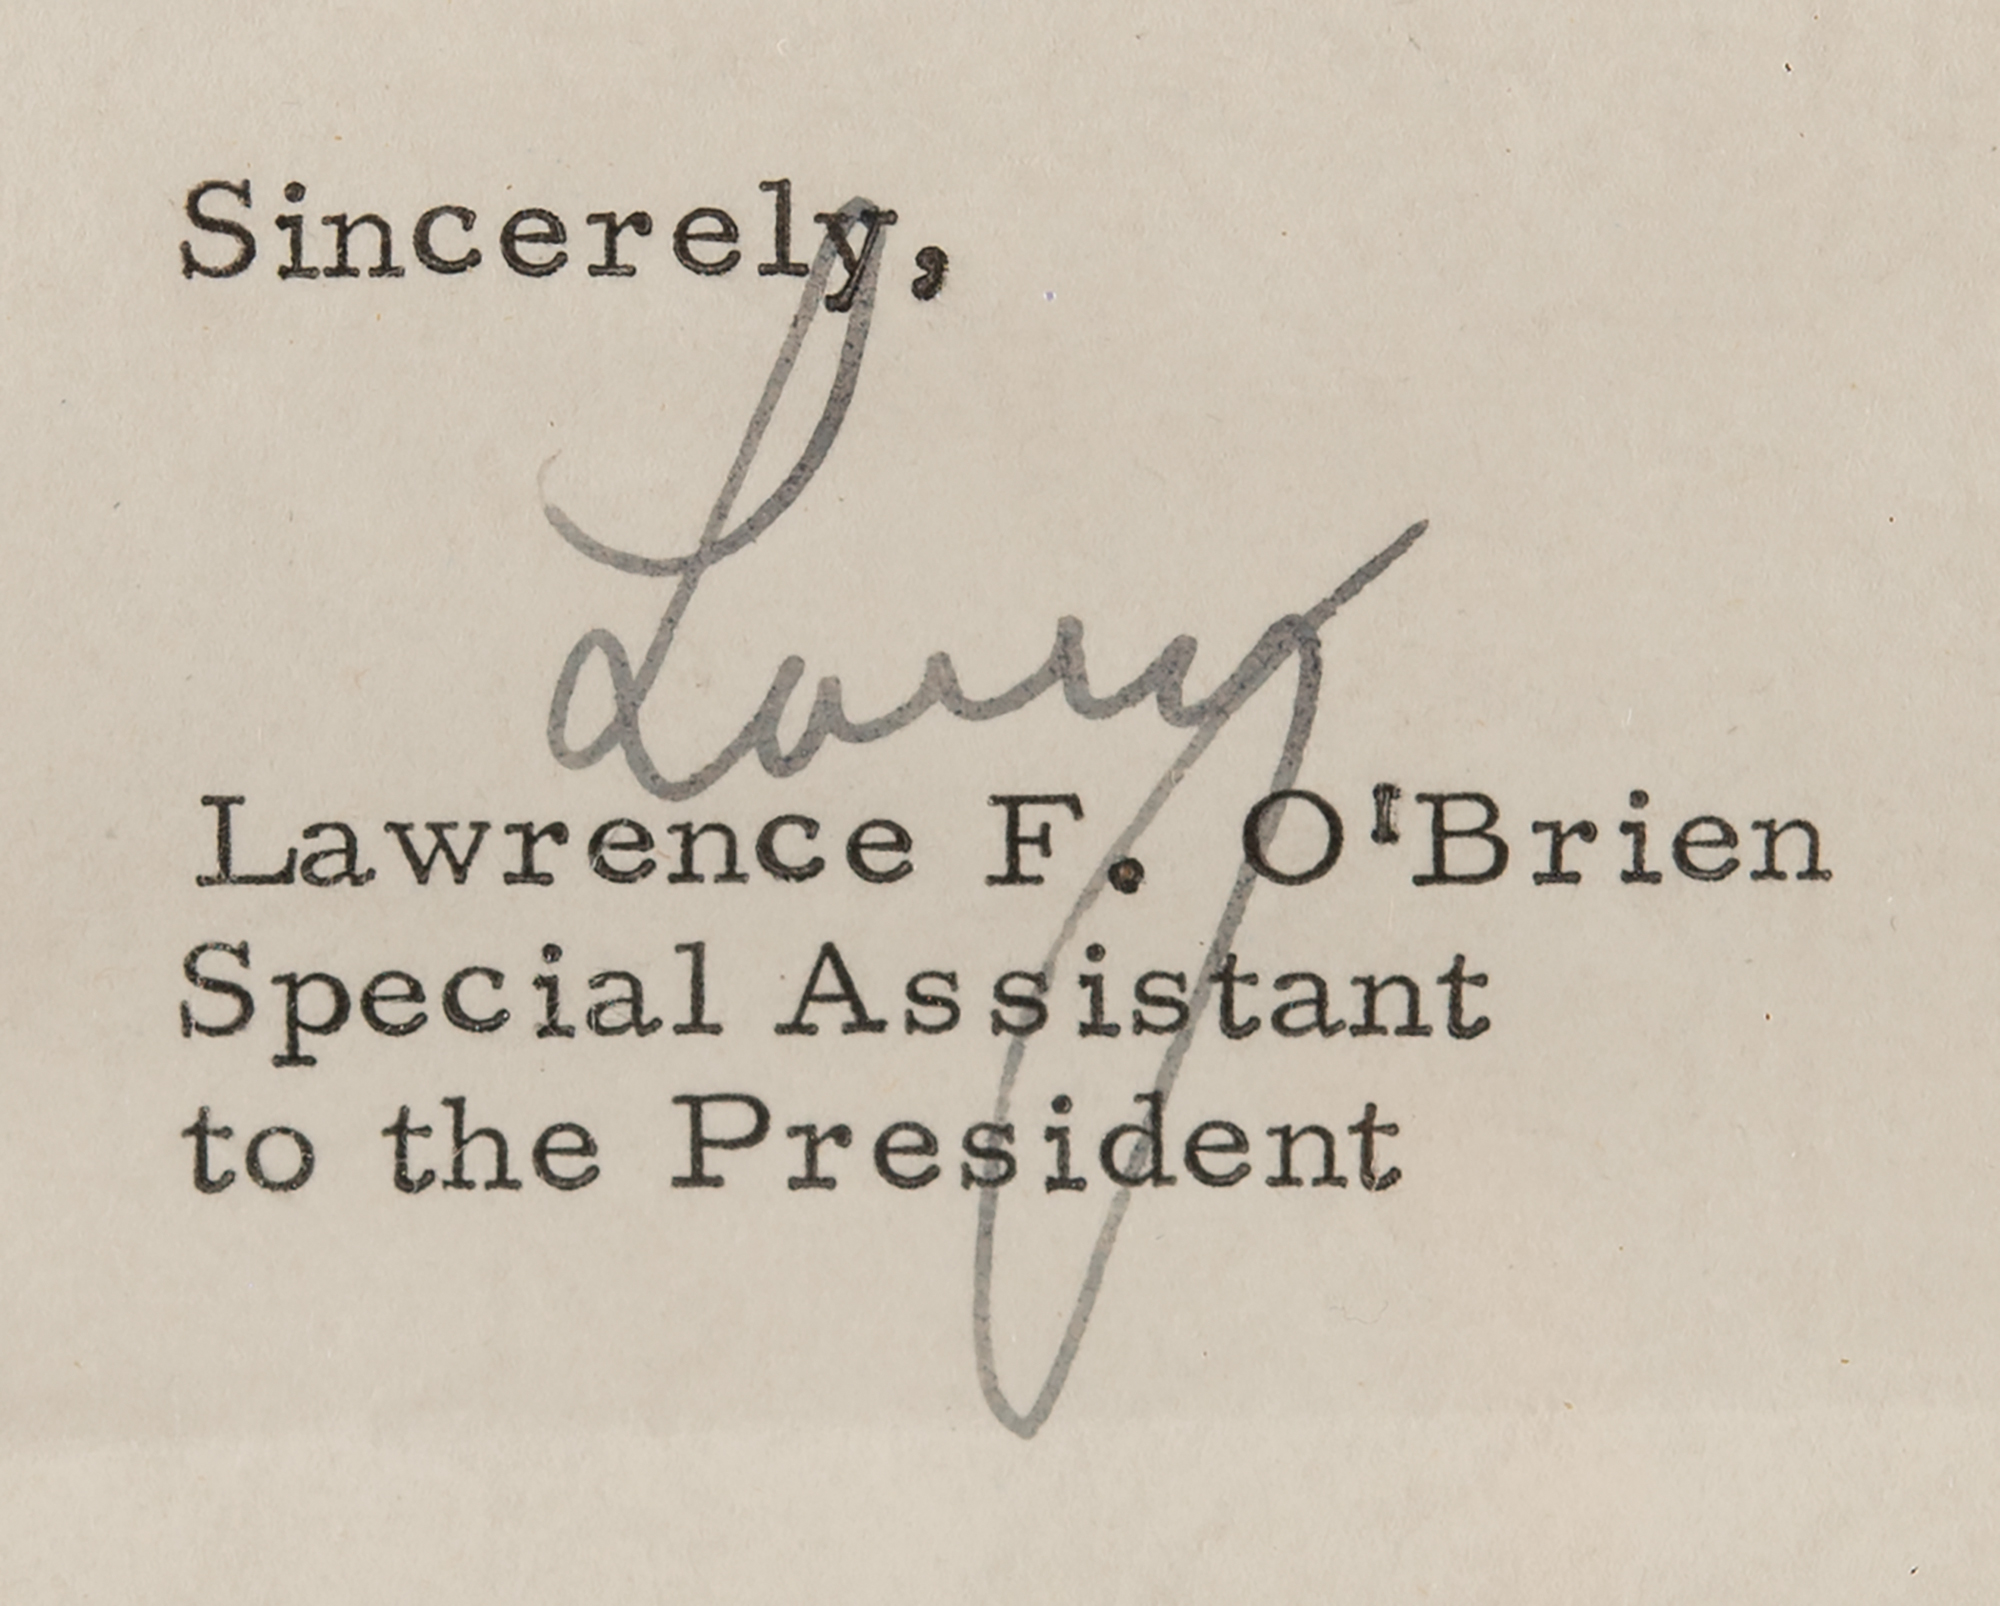 Sincerely,
Larry
Lawrence F. O'Brien
Special Assistant
to the President